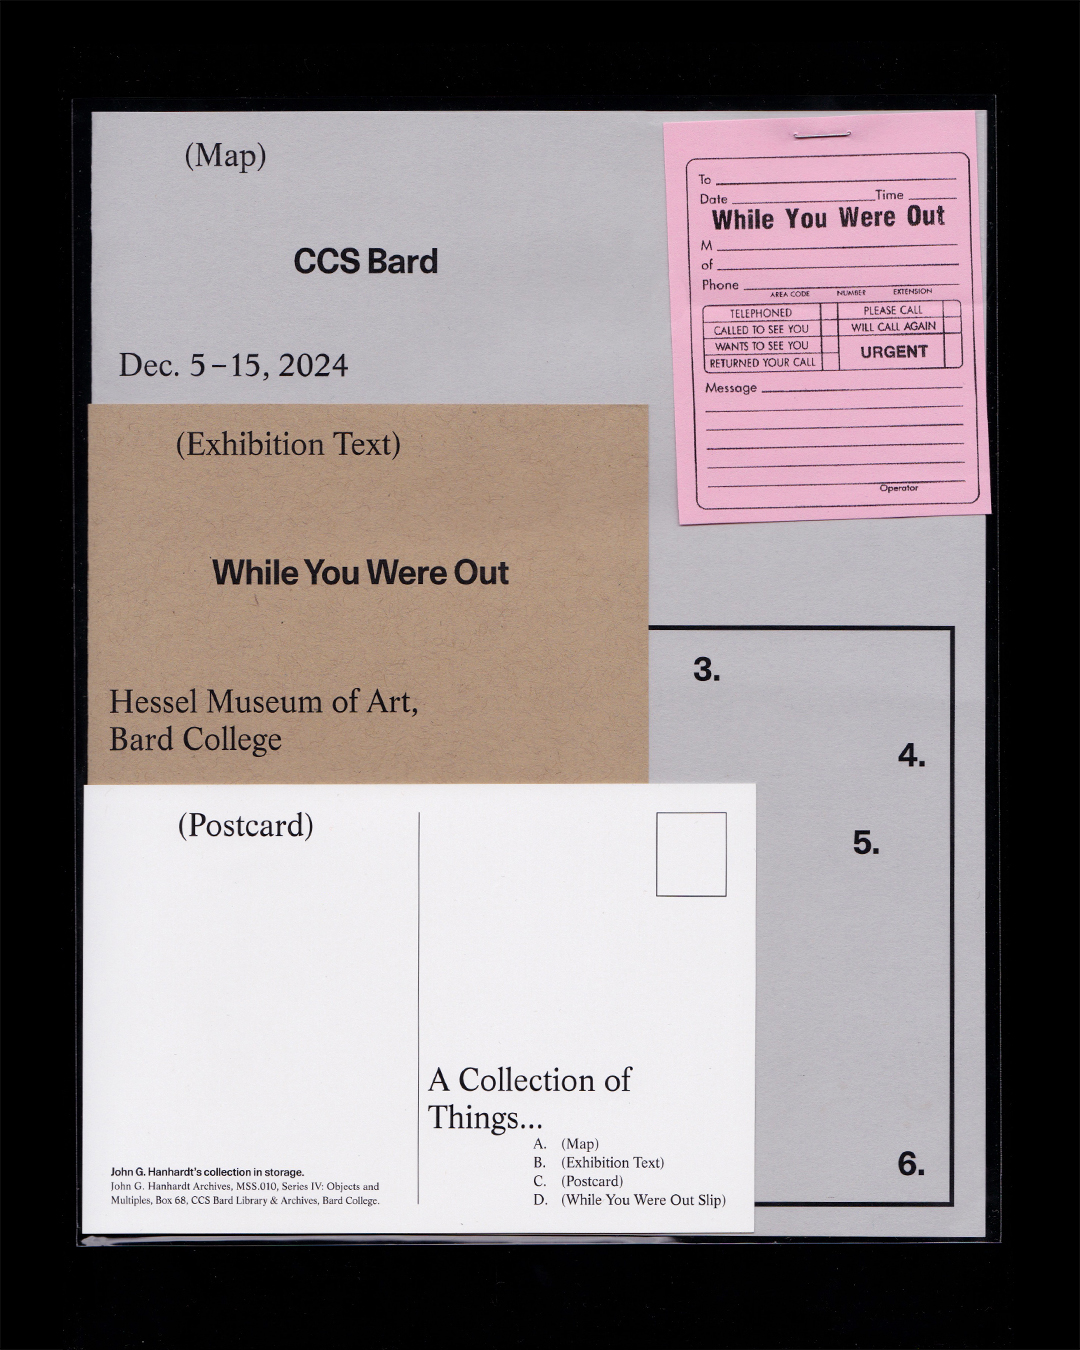 (Map)
CCS Bard
Dec. 5–15, 2024
To
Date Time
While You Were Out
M
of
Phone
AREA CODE NUMBER EXTENSION
TELEPHONED PLEASE CALL
CALLED TO SEE YOU WILL CALL AGAIN
WANTS TO SEE YOU URGENT
RETURNED YOUR CALL
Message
Operator
(Exhibition Text)
While You Were Out
Hessel Museum of Art,
Bard College
3.
4.
5.
6.
(Postcard)
John G. Hanhardt's collection in storage.
John G. Hanhardt Archives, MSS.010, Series IV: Objects and
Multiples, Box 68, CCS Bard Library & Archives, Bard College.
A Collection of
Things...
A. (Map)
B. (Exhibition Text)
C. (Postcard)
D. (While You Were Out Slip)